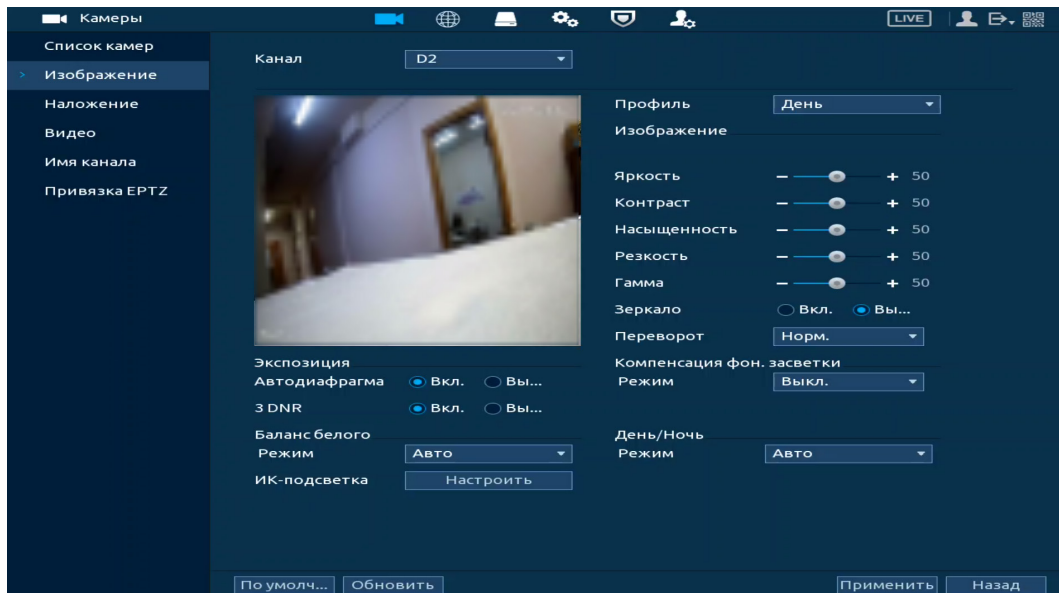 Камеры
LIVE
Список камер
Изображение
Наложение
Видео
Имя канала
Привязка EPTZ
Канал D2
Профиль День
Изображение
Яркость 50
Контраст 50
Насыщенность 50
Резкость 50
Гамма 50
Зеркало Вкл. Вы...
Переворот Норм.
Экспозиция
Автодиафрагма Вкл. Вы...
3 DNR Вкл. Вы...
Компенсация фон. засветки
Режим Выкл.
Баланс белого
Режим Авто
День/Ночь
Режим Авто
ИК-подсветка Настроить
По умолч... Обновить Применить Назад